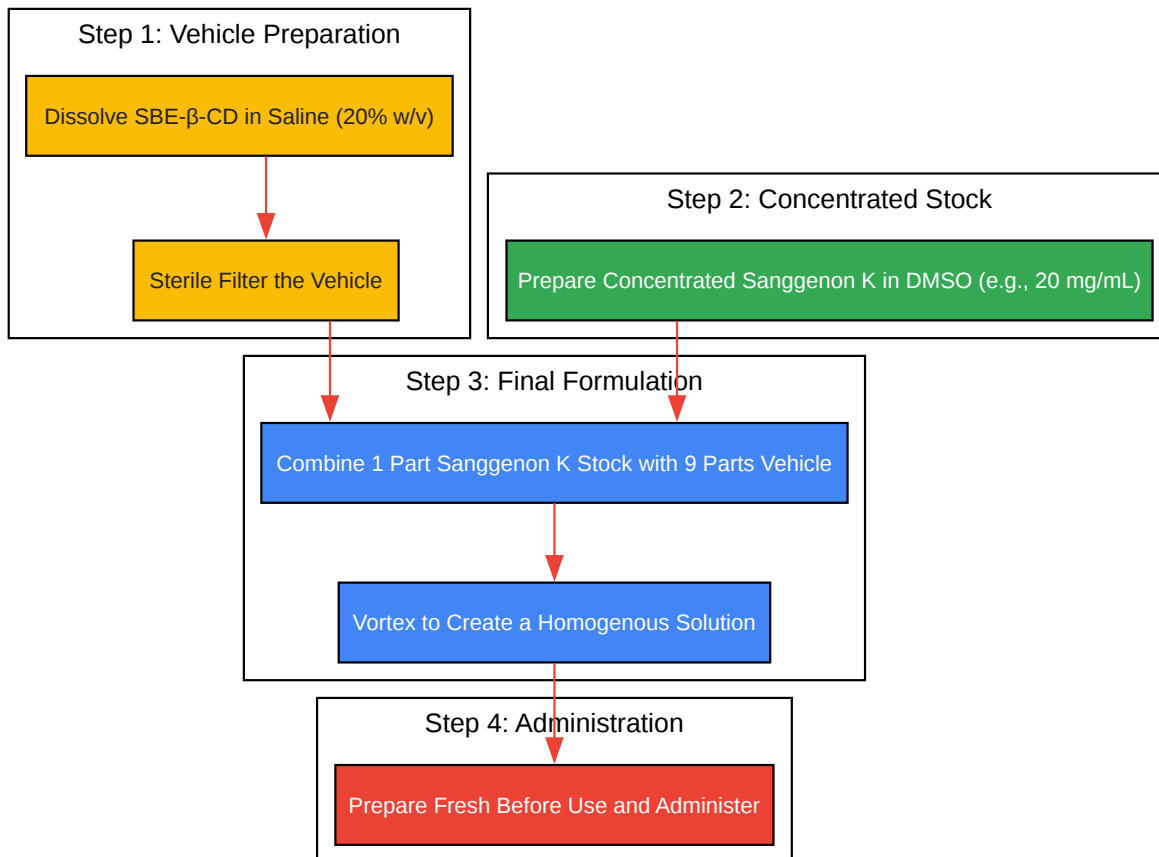 Step 1: Vehicle Preparation
Dissolve SBE-β-CD in Saline (20% w/v)
Sterile Filter the Vehicle
Step 2: Concentrated Stock
Prepare Concentrated Sanggenon K in DMSO (e.g., 20 mg/mL)
Step 3: Final Formulation
Combine 1 Part Sanggenon K Stock with 9 Parts Vehicle
Vortex to Create a Homogenous Solution
Step 4: Administration
Prepare Fresh Before Use and Administer